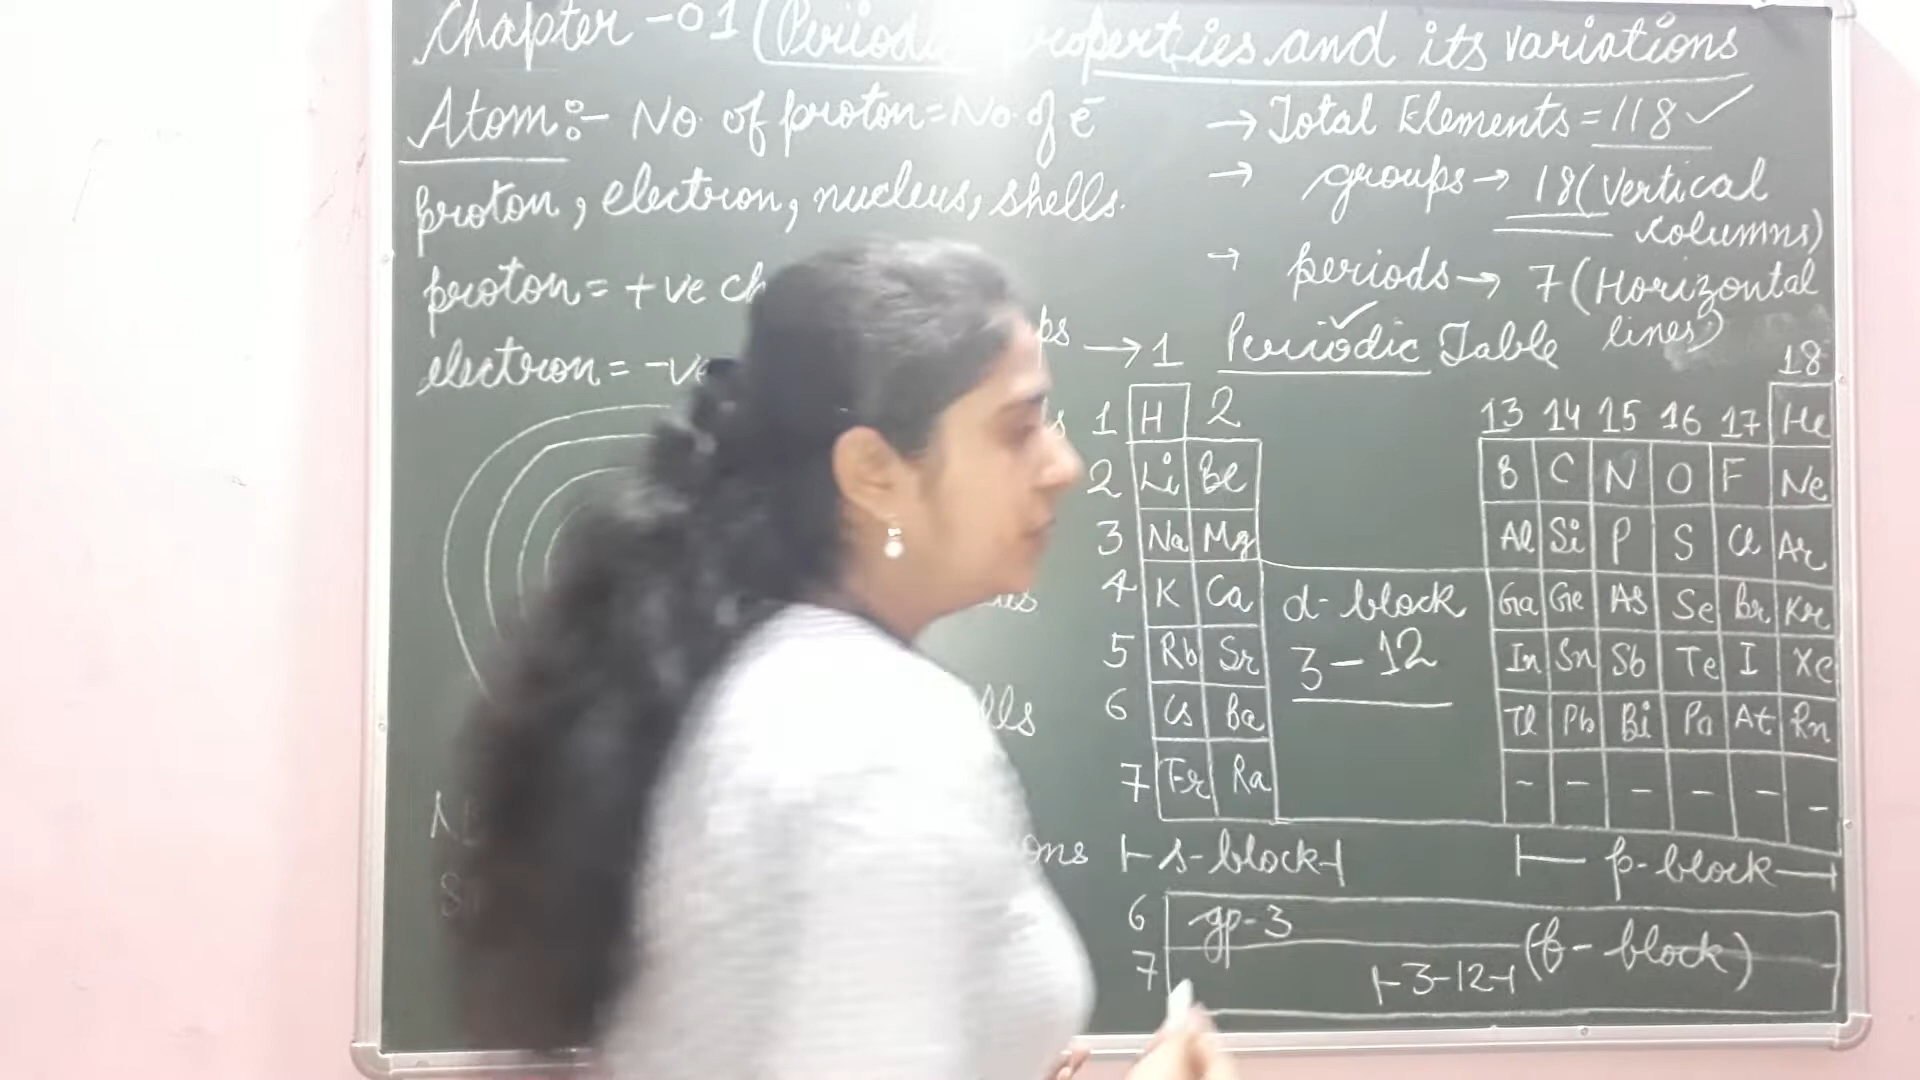 Chapter -01 (Periodic properties and its variations
Atom :- No. of proton = No. of e-
proton, electron, nucleus, shells.
proton = +ve ch
electron = -ve
→ Total Elements = 118 ✓
→ groups → 18 (Vertical
columns)
→ periods → 7 (Horizontal
lines)
→ 1 Periodic Table
18
1 H 2 13 14 15 16 17 He
2 Li Be B C N O F Ne
3 Na Mg Al Si P S Cl Ar
4 K Ca d-block Ga Ge As Se Br Kr
5 Rb Sr 3-12 In Sn Sb Te I Xe
6 Cs Ba Tl Pb Bi Po At Rn
7 Fr Ra - - - - - -
s-block p-block
6 gp-3
7 3-12 (f-block)